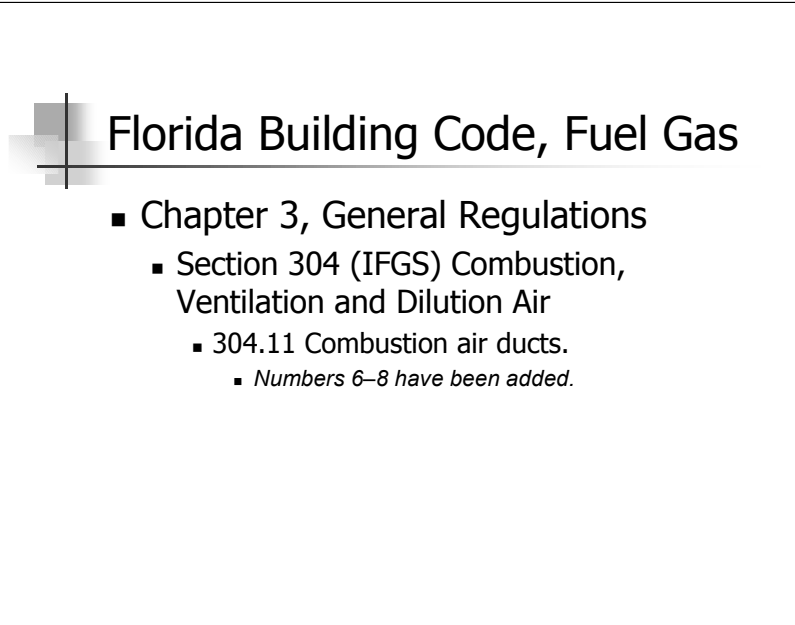 Florida Building Code, Fuel Gas
■ Chapter 3, General Regulations
■ Section 304 (IFGS) Combustion,
Ventilation and Dilution Air
■ 304.11 Combustion air ducts.
■ Numbers 6–8 have been added.